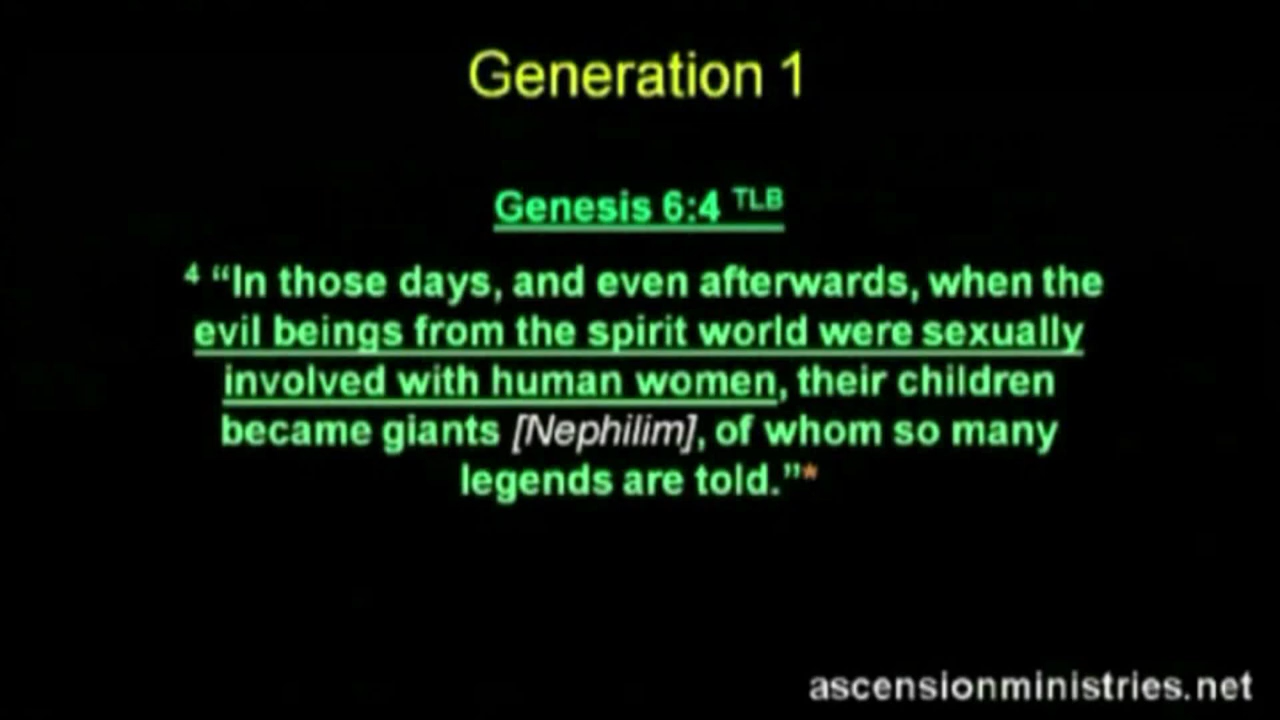 Generation 1
Genesis 6:4 TLB
4 “In those days, and even afterwards, when the
evil beings from the spirit world were sexually
involved with human women, their children
became giants [Nephilim], of whom so many
legends are told.”*
ascensionministries.net